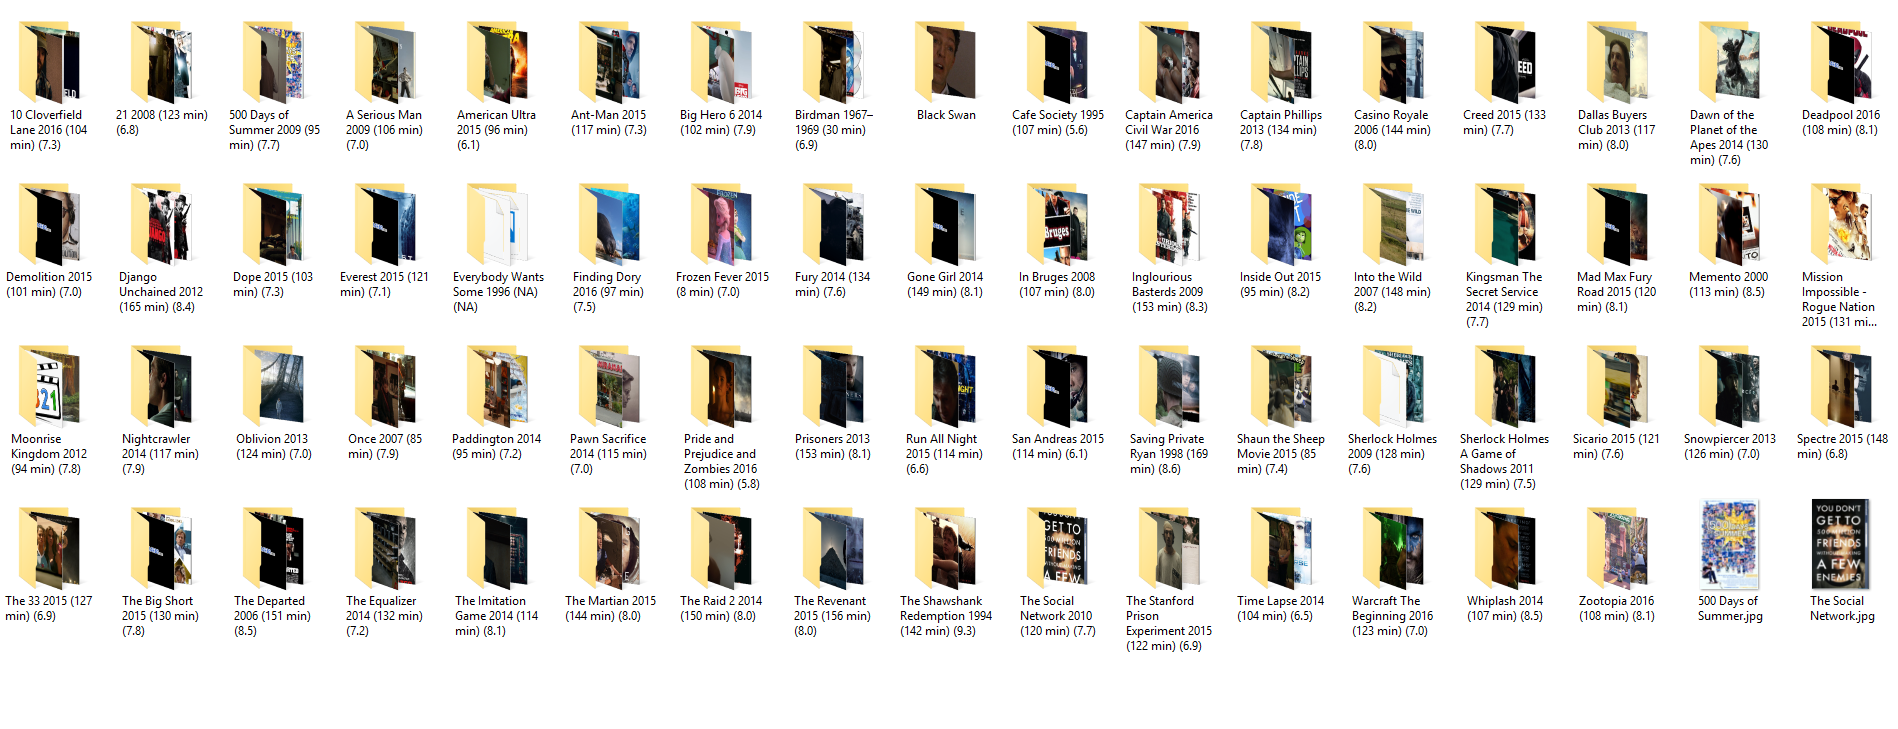 10 Cloverfield
Lane 2016 (104
min) (7.3)
21 2008 (123 min)
(6.8)
500 Days of
Summer 2009 (95
min) (7.7)
A Serious Man
2009 (106 min)
(7.0)
American Ultra
2015 (96 min)
(6.1)
Ant-Man 2015
(117 min) (7.3)
Big Hero 6 2014
(102 min) (7.9)
Birdman 1967–
1969 (30 min)
(6.9)
Black Swan
Cafe Society 1995
(107 min) (5.6)
Captain America
Civil War 2016
(147 min) (7.9)
Captain Phillips
2013 (134 min)
(7.8)
Casino Royale
2006 (144 min)
(8.0)
Creed 2015 (133
min) (7.7)
Dallas Buyers
Club 2013 (117
min) (8.0)
Dawn of the
Planet of the
Apes 2014 (130
min) (7.6)
Deadpool 2016
(108 min) (8.1)
Demolition 2015
(101 min) (7.0)
Django
Unchained 2012
(165 min) (8.4)
Dope 2015 (103
min) (7.3)
Everest 2015 (121
min) (7.1)
Everybody Wants
Some 1996 (NA)
(NA)
Finding Dory
2016 (97 min)
(7.5)
Frozen Fever 2015
(8 min) (7.0)
Fury 2014 (134
min) (7.6)
Gone Girl 2014
(149 min) (8.1)
In Bruges 2008
(107 min) (8.0)
Inglourious
Basterds 2009
(153 min) (8.3)
Inside Out 2015
(95 min) (8.2)
Into the Wild
2007 (148 min)
(8.2)
Kingsman The
Secret Service
2014 (129 min)
(7.7)
Mad Max Fury
Road 2015 (120
min) (8.1)
Memento 2000
(113 min) (8.5)
Mission
Impossible -
Rogue Nation
2015 (131 mi...
Moonrise
Kingdom 2012
(94 min) (7.8)
Nightcrawler
2014 (117 min)
(7.9)
Oblivion 2013
(124 min) (7.0)
Once 2007 (85
min) (7.9)
Paddington 2014
(95 min) (7.2)
Pawn Sacrifice
2014 (115 min)
(7.0)
Pride and
Prejudice and
Zombies 2016
(108 min) (5.8)
Prisoners 2013
(153 min) (8.1)
Run All Night
2015 (114 min)
(6.6)
San Andreas 2015
(114 min) (6.1)
Saving Private
Ryan 1998 (169
min) (8.6)
Shaun the Sheep
Movie 2015 (85
min) (7.4)
Sherlock Holmes
2009 (128 min)
(7.6)
Sherlock Holmes
A Game of
Shadows 2011
(129 min) (7.5)
Sicario 2015 (121
min) (7.6)
Snowpiercer 2013
(126 min) (7.0)
Spectre 2015 (148
min) (6.8)
The 33 2015 (127
min) (6.9)
The Big Short
2015 (130 min)
(7.8)
The Departed
2006 (151 min)
(8.5)
The Equalizer
2014 (132 min)
(7.2)
The Imitation
Game 2014 (114
min) (8.1)
The Martian 2015
(144 min) (8.0)
The Raid 2 2014
(150 min) (8.0)
The Revenant
2015 (156 min)
(8.0)
The Shawshank
Redemption 1994
(142 min) (9.3)
GET TO
FRIENDS
A FEW
The Social
Network 2010
(120 min) (7.7)
The Stanford
Prison
Experiment 2015
(122 min) (6.9)
Time Lapse 2014
(104 min) (6.5)
Warcraft The
Beginning 2016
(123 min) (7.0)
Whiplash 2014
(107 min) (8.5)
Zootopia 2016
(108 min) (8.1)
500 Days of
Summer.jpg
YOU DON'T
GET TO
500 MILLION
FRIENDS
WITHOUT MAKING
A FEW
ENEMIES
The Social
Network.jpg